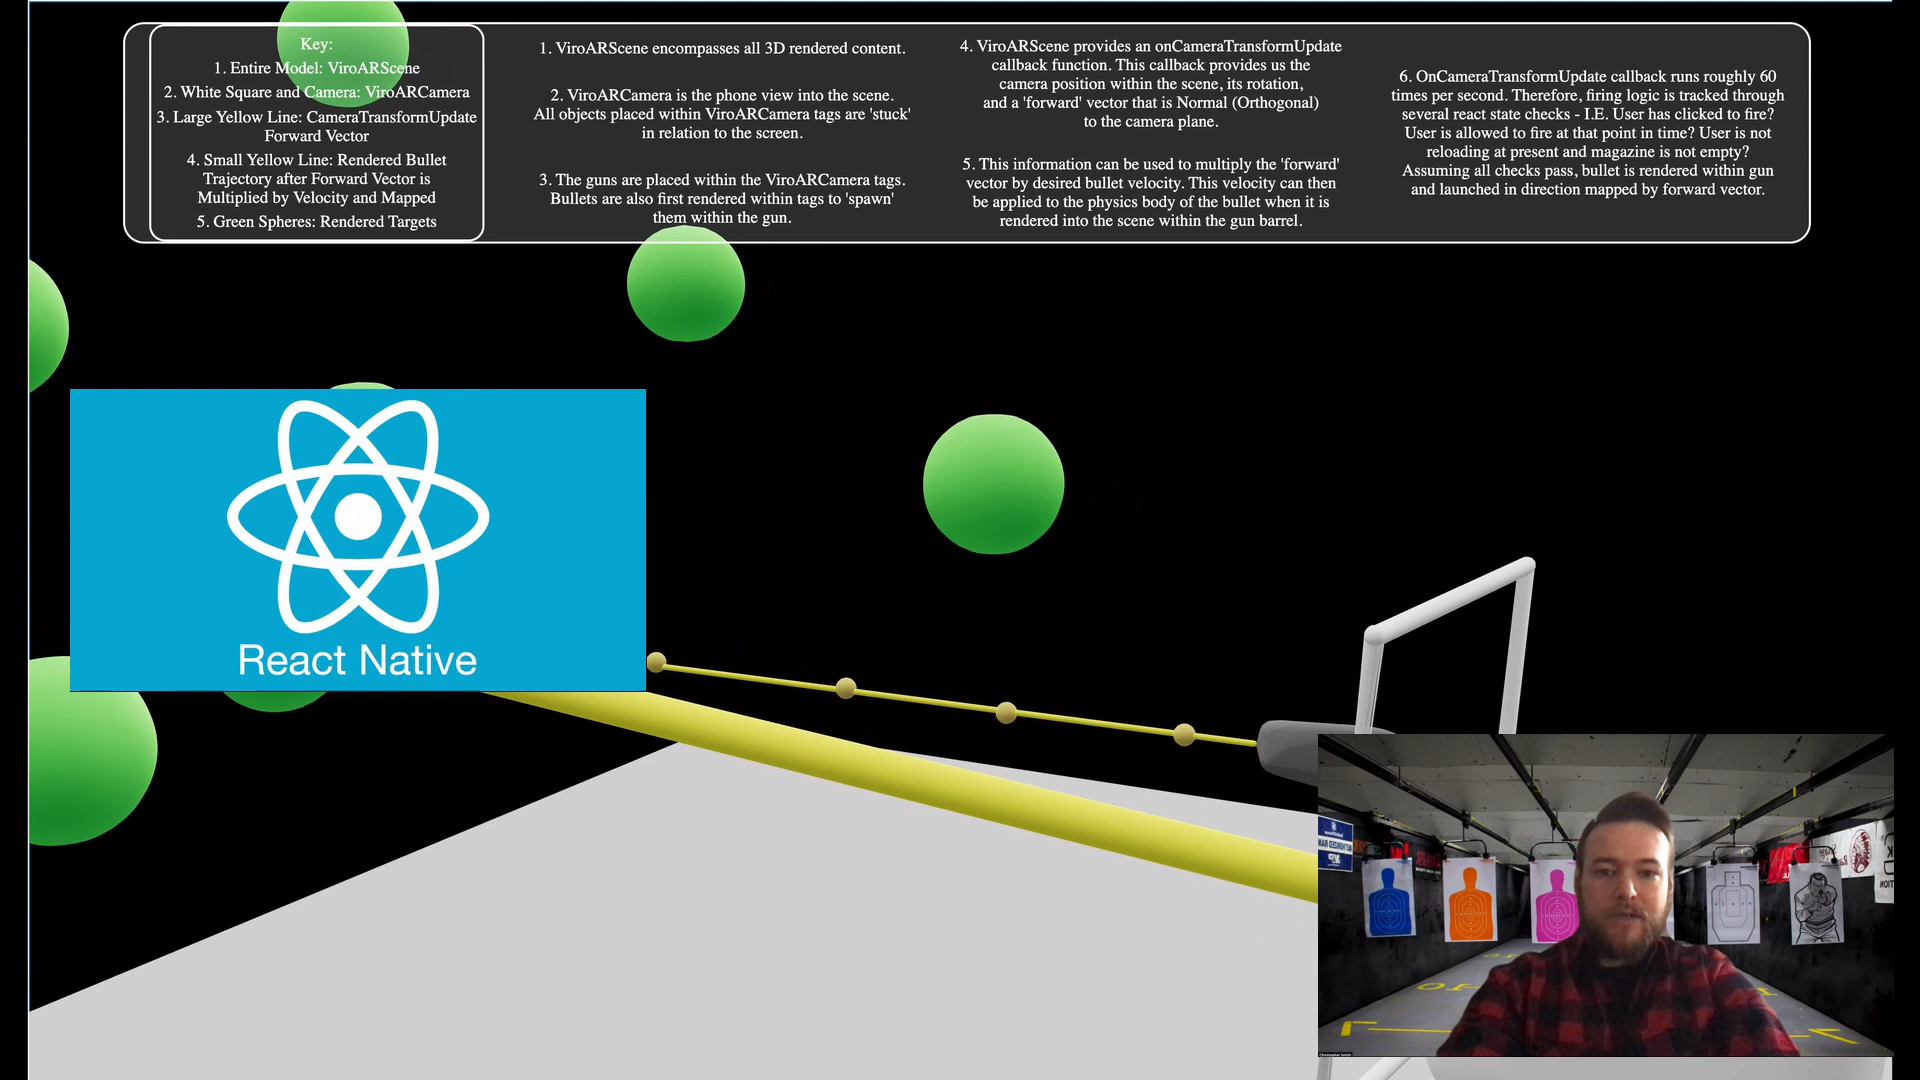 Key:
1. Entire Model: ViroARScene
2. White Square and Camera: ViroARCamera
3. Large Yellow Line: CameraTransformUpdate
Forward Vector
4. Small Yellow Line: Rendered Bullet
Trajectory after Forward Vector is
Multiplied by Velocity and Mapped
5. Green Spheres: Rendered Targets
1. ViroARScene encompasses all 3D rendered content.
2. ViroARCamera is the phone view into the scene.
All objects placed within ViroARCamera tags are 'stuck'
in relation to the screen.
3. The guns are placed within the ViroARCamera tags.
Bullets are also first rendered within tags to 'spawn'
them within the gun.
4. ViroARScene provides an onCameraTransformUpdate
callback function. This callback provides us the
camera position within the scene, its rotation,
and a 'forward' vector that is Normal (Orthogonal)
to the camera plane.
5. This information can be used to multiply the 'forward'
vector by desired bullet velocity. This velocity can then
be applied to the physics body of the bullet when it is
rendered into the scene within the gun barrel.
6. OnCameraTransformUpdate callback runs roughly 60
times per second. Therefore, firing logic is tracked through
several react state checks - I.E. User has clicked to fire?
User is allowed to fire at that point in time? User is not
reloading at present and magazine is not empty?
Assuming all checks pass, bullet is rendered within gun
and launched in direction mapped by forward vector.
React Native
Christopher Smith